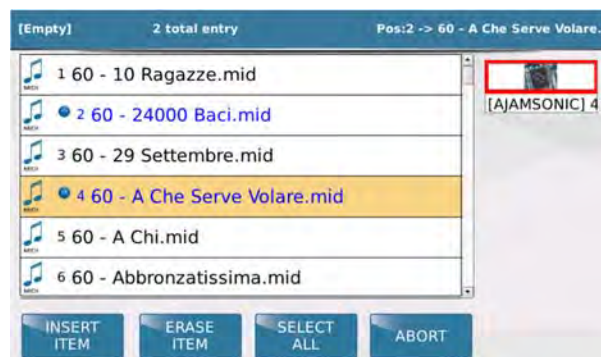 [Empty] 2 total entry Pos:2 -> 60 - A Che Serve Volare.
1 60 - 10 Ragazze.mid
2 60 - 24000 Baci.mid
3 60 - 29 Settembre.mid
4 60 - A Che Serve Volare.mid
5 60 - A Chi.mid
6 60 - Abbronzatissima.mid
[AJAMSONIC] 4
INSERT ITEM
ERASE ITEM
SELECT ALL
ABORT